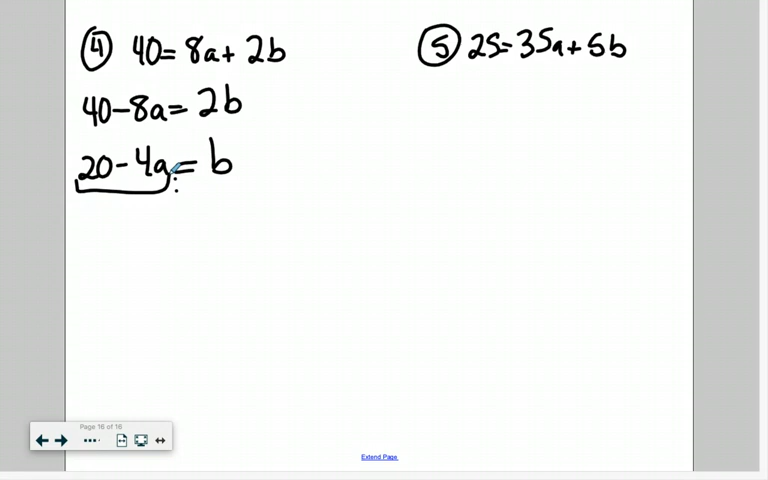 ④ 40 = 8a + 2b
40 - 8a = 2b
20 - 4a = b
⑤ 25 = 35a + 5b
Page 16 of 16
Extend Page